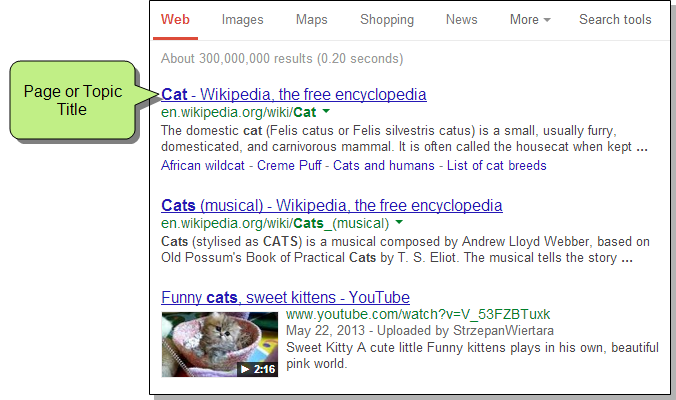 Web Images Maps Shopping News More Search tools
About 300,000,000 results (0.20 seconds)
Page or Topic
Title
Cat - Wikipedia, the free encyclopedia
en.wikipedia.org/wiki/Cat
The domestic cat (Felis catus or Felis silvestris catus) is a small, usually furry,
domesticated, and carnivorous mammal. It is often called the housecat when kept ...
African wildcat - Creme Puff - Cats and humans - List of cat breeds
Cats (musical) - Wikipedia, the free encyclopedia
en.wikipedia.org/wiki/Cats_(musical)
Cats (stylised as CATS) is a musical composed by Andrew Lloyd Webber, based on
Old Possum's Book of Practical Cats by T. S. Eliot. The musical tells the story ...
Funny cats, sweet kittens - YouTube
www.youtube.com/watch?v=V_53FZBTuxk
May 22, 2013 - Uploaded by StrzepanWiertara
Sweet Kitty A cute little Funny kittens plays in his own, beautiful
pink world.
2:16